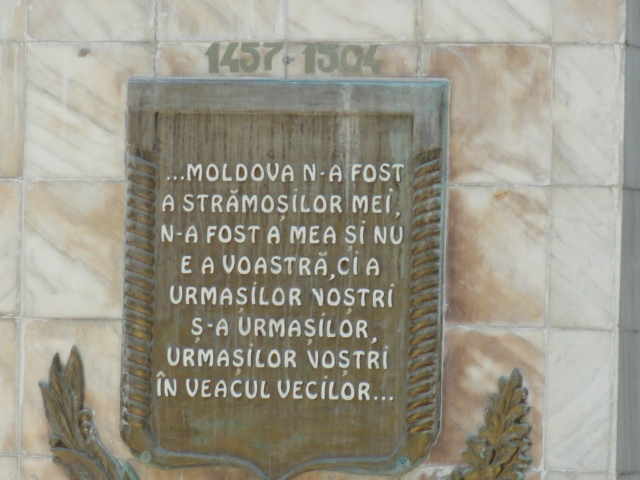 1457-1504
...MOLDOVA N-A FOST
A STRĂMOȘILOR MEI,
N-A FOST A MEA ȘI NU
E A VOASTRĂ,CI A
URMAȘILOR VOȘTRI
Ș-A URMAȘILOR,
URMAȘILOR VOȘTRI
ÎN VEACUL VECILOR...